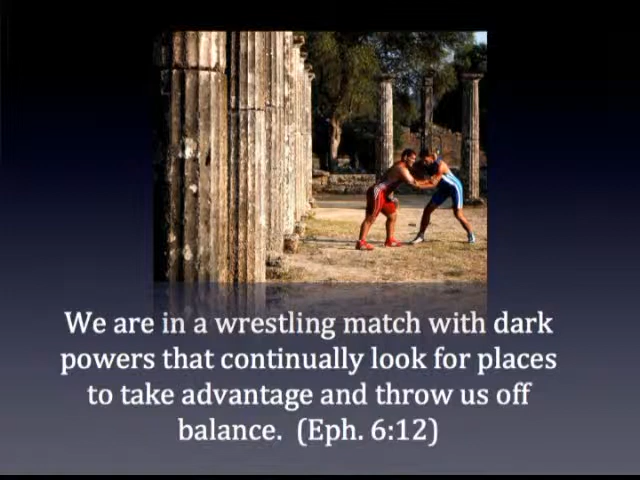 We are in a wrestling match with dark
powers that continually look for places
to take advantage and throw us off
balance.  (Eph. 6:12)